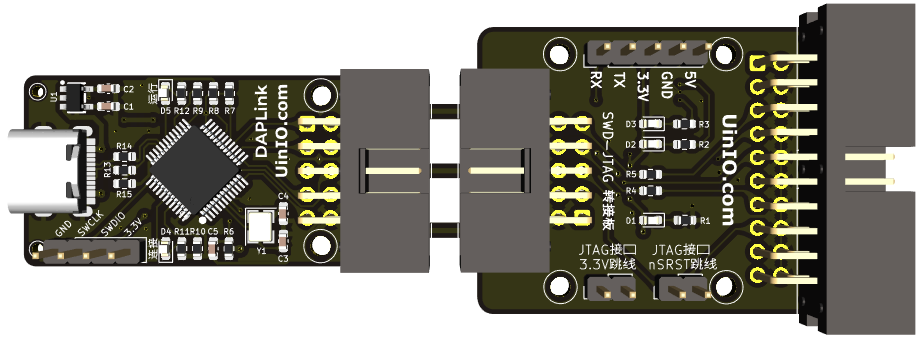 U1
C2
C1
运行
D5 R12 R9 R8 R7
R14
R13
R15
DAPLink
UinIO.com
GND
SWCLK
SWDIO
3.3V
连接
D4 R11 R10 C5 R6
Y1
C4
C3
RX
TX
3.3V
GND
5V
SWD-JTAG 转接板
D3
R3
D2
R2
R5
R4
D1
R1
UinIO.com
JTAG接口
3.3V跳线
JTAG接口
nSRST跳线